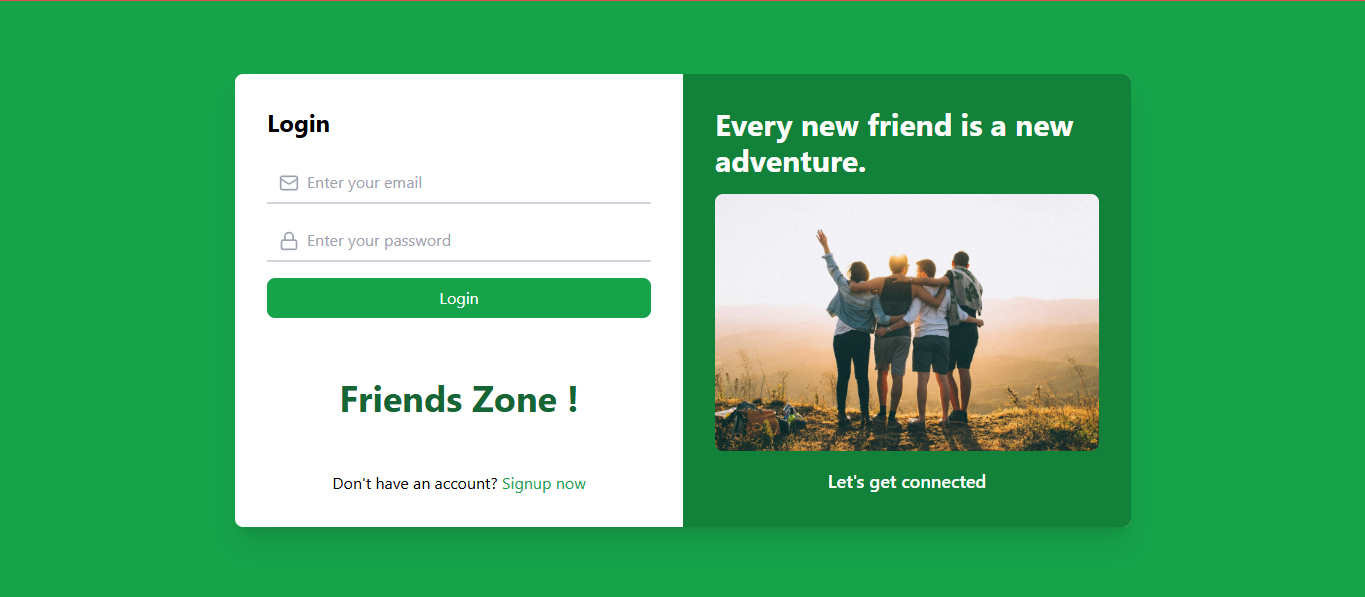 Login
Enter your email
Enter your password
Login
Friends Zone !
Don't have an account? Signup now
Every new friend is a new
adventure.
Let's get connected